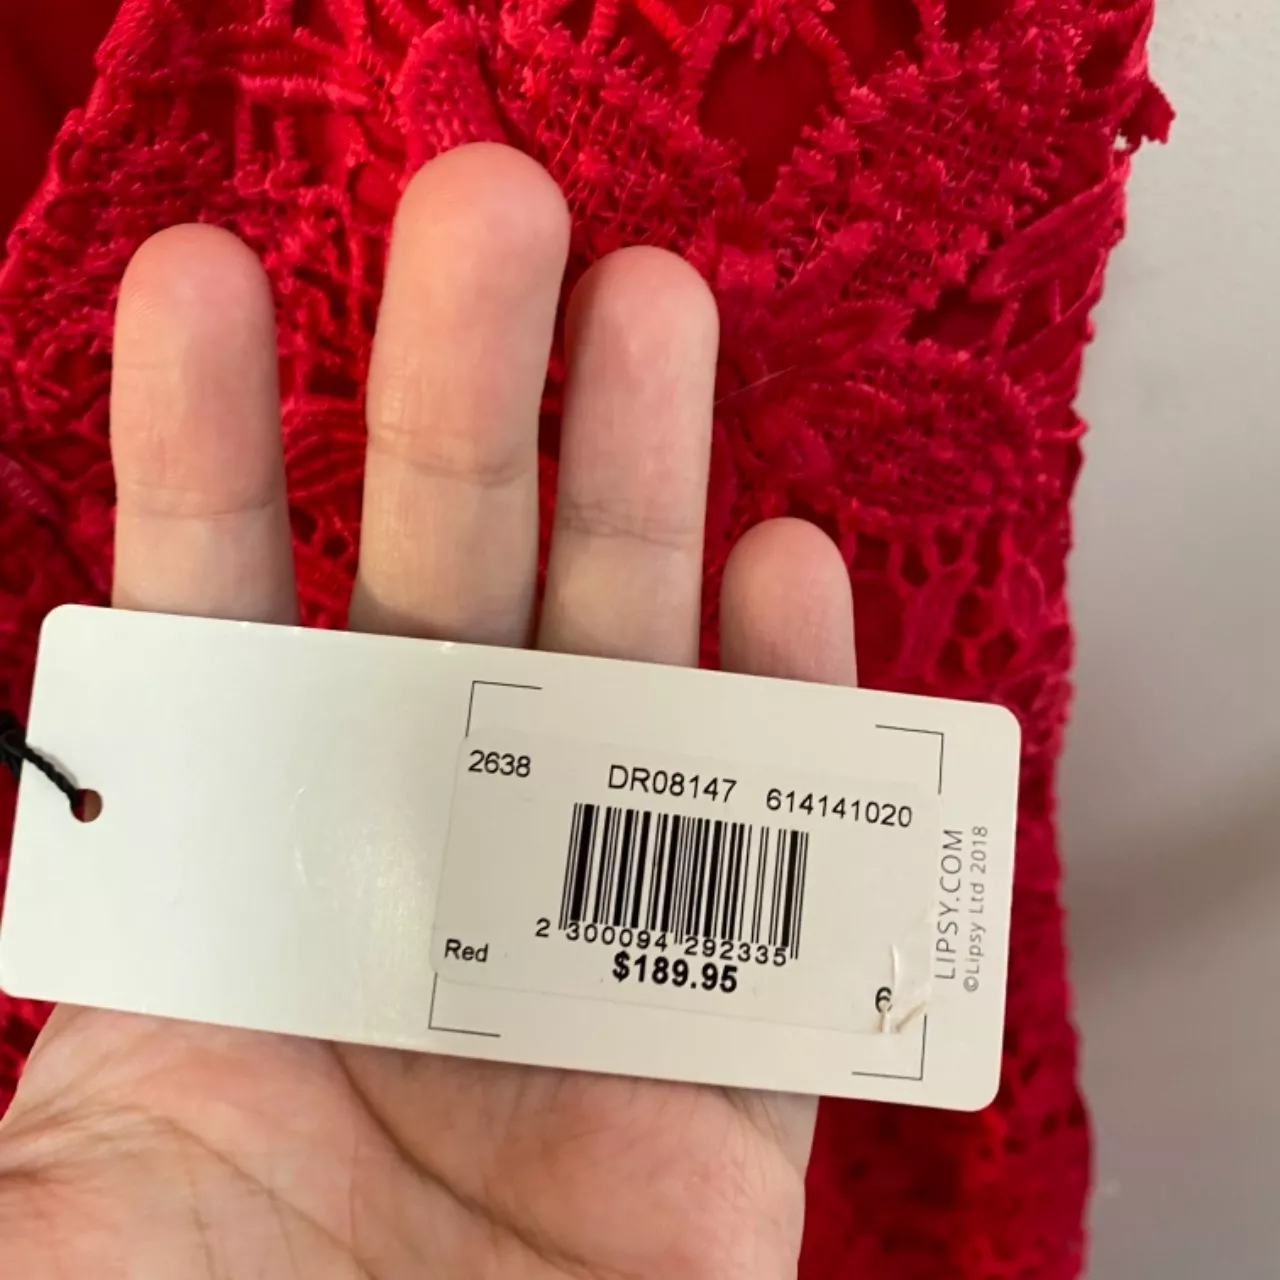 2638 DR08147 614141020
2 300094 292335
Red
$189.95
6
LIPSY.COM
©Lipsy Ltd 2018